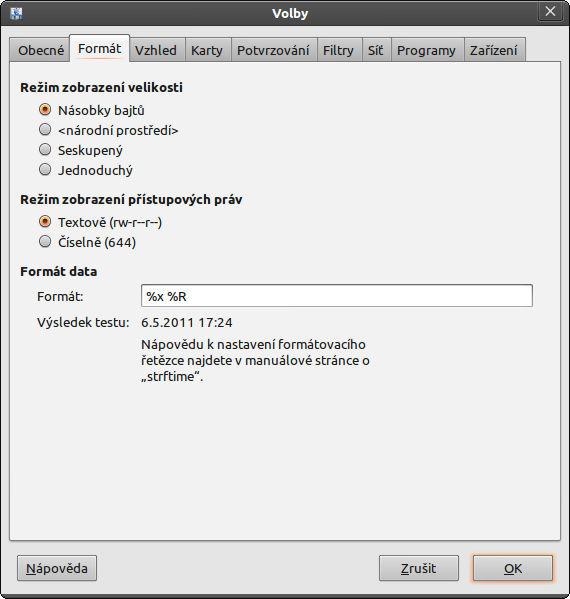 Volby
Obecné Formát Vzhled Karty Potvrzování Filtry Síť Programy Zařízení
Režim zobrazení velikosti
Násobky bajtů
<národní prostředí>
Seskupený
Jednoduchý
Režim zobrazení přístupových práv
Textově (rw-r--r--)
Číselně (644)
Formát data
Formát: %x %R
Výsledek testu: 6.5.2011 17:24
Nápovědu k nastavení formátovacího
řetězce najdete v manuálové stránce o
„strftime“.
Nápověda Zrušit OK